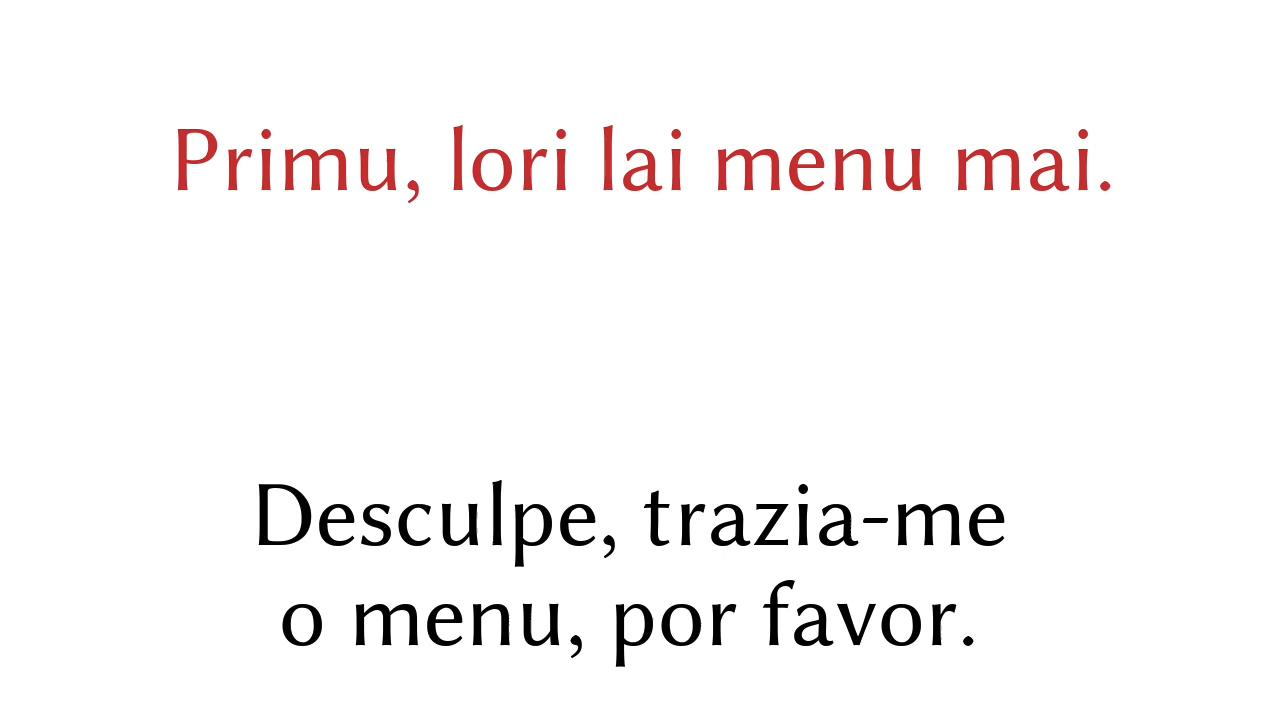 Primu, lori lai menu mai.
Desculpe, trazia-me
o menu, por favor.